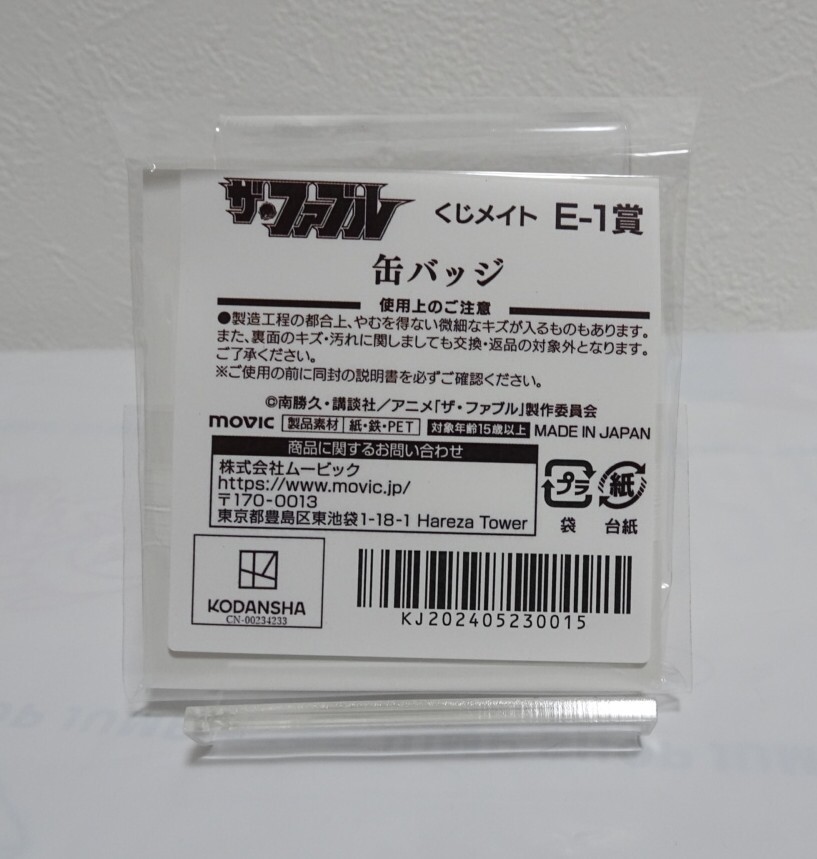 ザ・ファブル くじメイト E-1賞
缶バッジ
使用上のご注意
●製造工程の都合上、やむを得ない微細なキズが入るものもあります。
また、裏面のキズ・汚れに関しましても交換・返品の対象外となります。
ご了承ください。
※ご使用の前に同封の説明書を必ずご確認ください。
©南勝久・講談社／アニメ「ザ・ファブル」製作委員会
movic 製品素材 紙・鉄・PET 対象年齢15歳以上 MADE IN JAPAN
商品に関するお問い合わせ
株式会社ムービック
https://www.movic.jp/
〒170-0013
東京都豊島区東池袋1-18-1 Hareza Tower
プラ 紙
袋 台紙
KODANSHA
CN-00234233
KJ202405230015